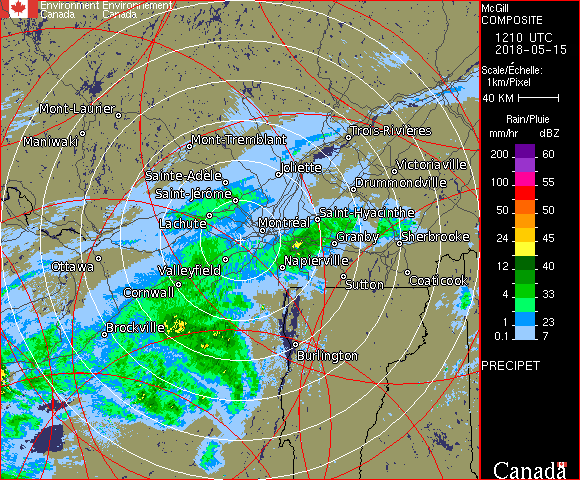 Environment Environnement
Canada Canada
McGill
COMPOSITE
1210 UTC
2018-05-15
Scale/Échelle:
1km/Pixel
40 KM
Rain/Pluie
mm/hr dBZ
200 60
100 55
50 50
24 45
12 40
4 33
1 23
0.1 7
PRECIPET
Mont-Laurier
Maniwaki
Mont-Tremblant
Trois-Rivières
Sainte-Adèle
Joliette
Victoriaville
Saint-Jérôme
Drummondville
Lachute
Montréal
Saint-Hyacinthe
Granby
Sherbrooke
Ottawa
Valleyfield
Napierville
Cornwall
Sutton
Coaticook
Brockville
Burlington
Canada